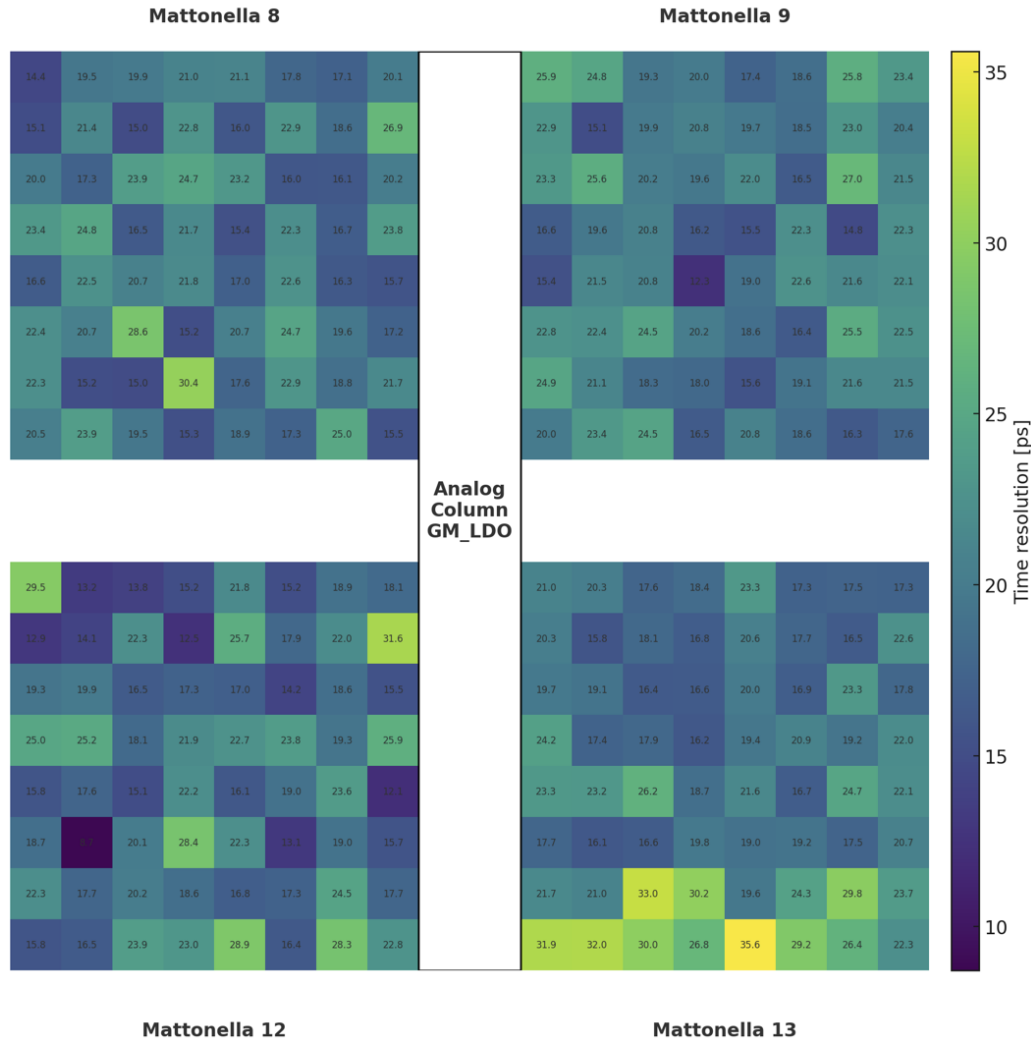 Mattonella 8 Mattonella 9
14.4 19.5 19.9 21.0 21.1 17.8 17.1 20.1 25.9 24.8 19.3 20.0 17.4 18.6 25.8 23.4
15.1 21.4 15.0 22.8 16.0 22.9 18.6 26.9 22.9 15.1 19.9 20.8 19.7 18.5 23.0 20.4
20.0 17.3 23.9 24.7 23.2 16.0 16.1 20.2 23.3 25.6 20.2 19.6 22.0 16.5 27.0 21.5
23.4 24.8 16.5 21.7 15.4 22.3 16.7 23.8 16.6 19.6 20.8 16.2 15.5 22.3 14.8 22.3
16.6 22.5 20.7 21.8 17.0 22.6 16.3 15.7 15.4 21.5 20.8 19.0 22.6 21.6 22.1
22.4 20.7 28.6 15.2 20.7 24.7 19.6 17.2 22.8 22.4 24.5 20.2 18.6 16.4 25.5 22.5
22.3 15.2 15.0 30.4 17.6 22.9 18.8 21.7 24.9 21.1 18.3 18.0 15.6 19.1 21.6 21.5
20.5 23.9 19.5 15.3 18.9 17.3 25.0 15.5 20.0 23.4 24.5 16.5 20.8 18.6 16.3 17.6
Analog
Column
GM_LDO
29.5 13.2 13.8 15.2 21.8 15.2 18.9 18.1 21.0 20.3 17.6 18.4 23.3 17.3 17.5 17.3
12.9 14.1 22.3 25.7 17.9 22.0 31.6 20.3 15.8 18.1 16.8 20.6 17.7 16.5 22.6
19.3 19.9 16.5 17.3 17.0 14.2 18.6 15.5 19.7 19.1 16.4 16.6 20.0 16.9 23.3 17.8
25.0 25.2 18.1 21.9 22.7 23.8 19.3 25.9 24.2 17.4 17.9 16.2 19.4 20.9 19.2 22.0
15.8 17.6 15.1 22.2 16.1 19.0 23.6 23.3 23.2 26.2 18.7 21.6 16.7 24.7 22.1
18.7 20.1 28.4 22.3 13.1 19.0 15.7 17.7 16.1 16.6 19.8 19.0 19.2 17.5 20.7
22.3 17.7 20.2 18.6 16.8 17.3 24.5 17.7 21.7 21.0 33.0 30.2 19.6 24.3 29.8 23.7
15.8 16.5 23.9 23.0 28.9 16.4 28.3 22.8 31.9 32.0 30.0 26.8 35.6 29.2 26.4 22.3
Mattonella 12 Mattonella 13
35
30
25
20
15
10
Time resolution [ps]